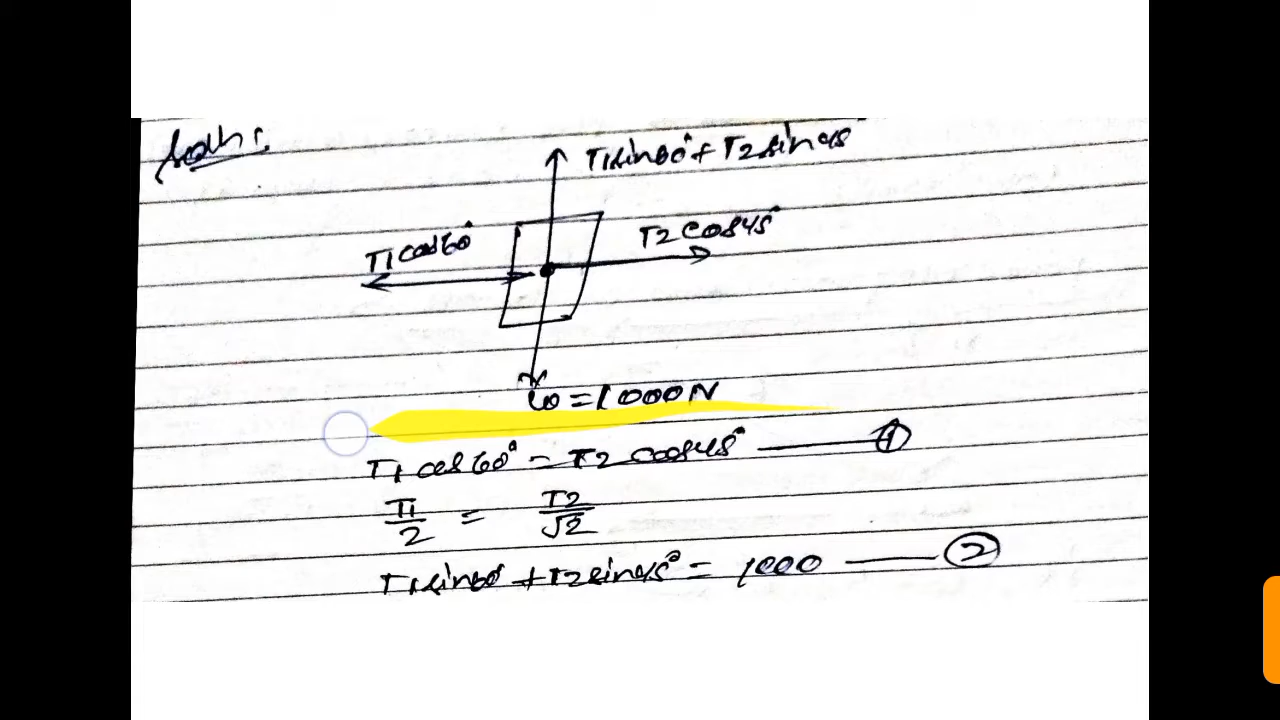 Soln:
T1sin60°+T2sin45°
T1cos60°
T2cos45°
W=1000N
T1cos60°=T2cos45° —— ①
T1/2 = T2/√2
T1sin60°+T2sin45°=1000 —— ②